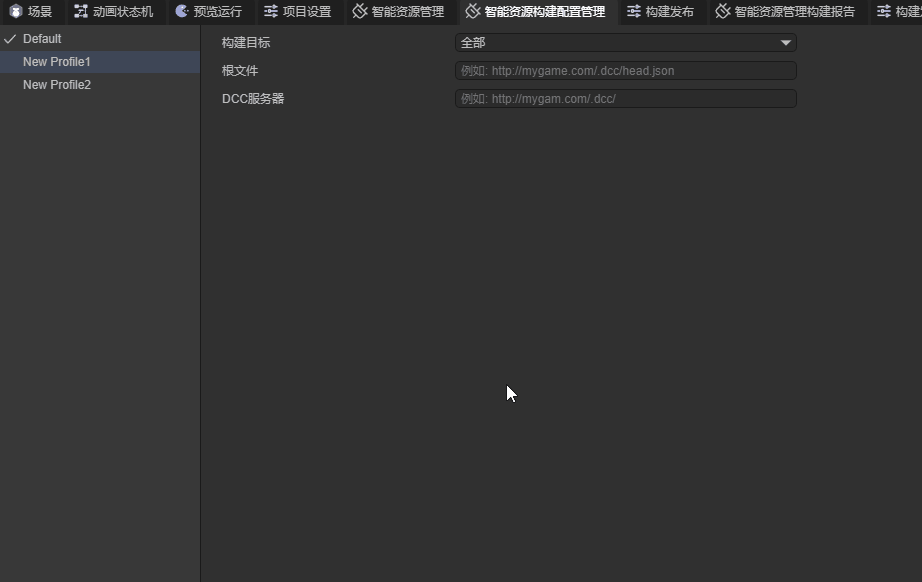 场景 动画状态机 预览运行 项目设置 智能资源管理 智能资源构建配置管理 构建发布 智能资源管理构建报告 构建
Default
New Profile1
New Profile2
构建目标 全部
根文件 例如: http://mygame.com/.dcc/head.json
DCC服务器 例如: http://mygam.com/.dcc/